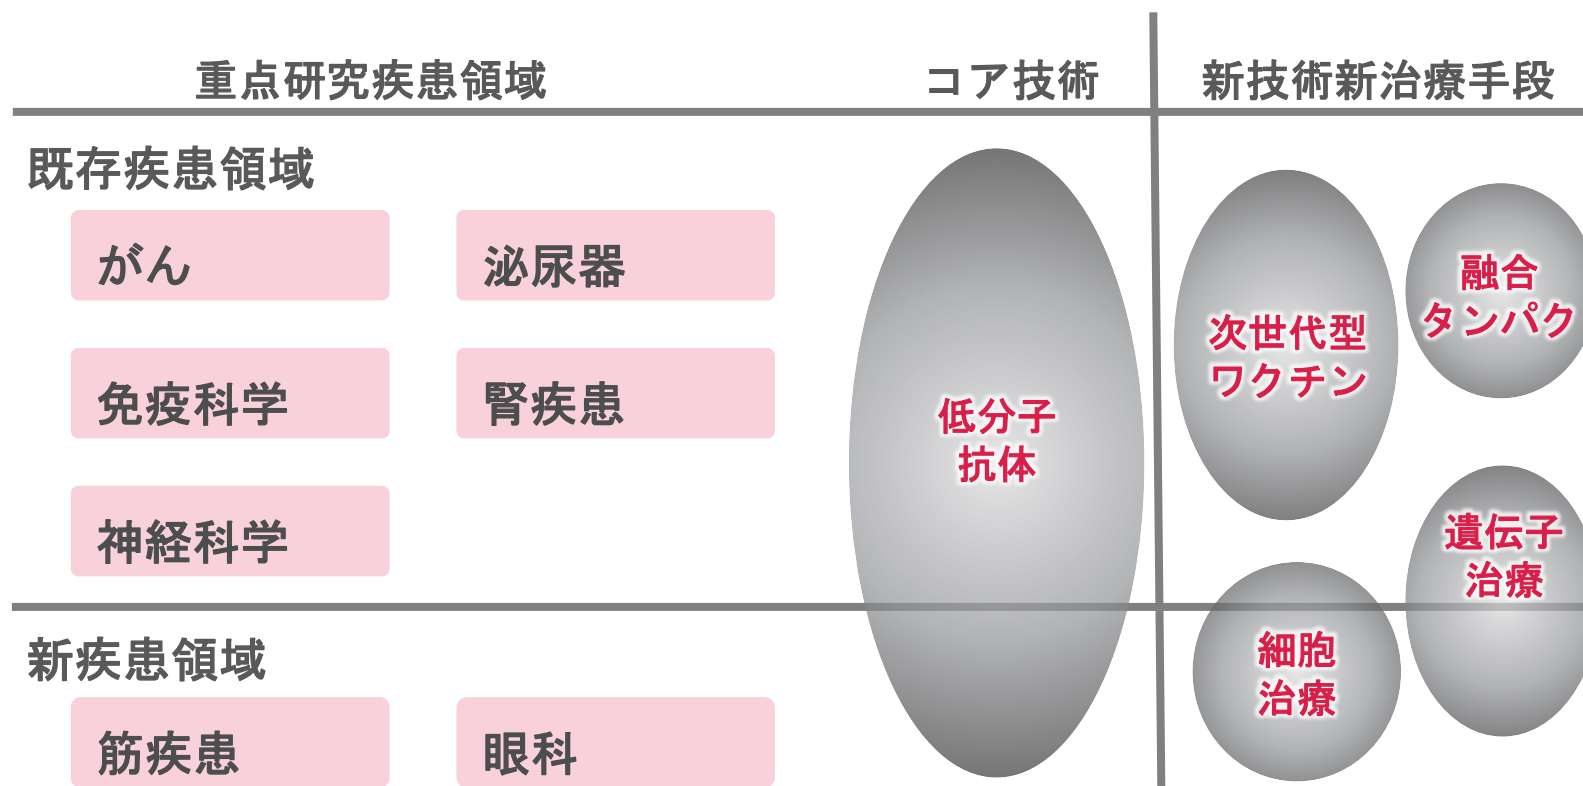 重点研究疾患領域
コア技術
新技術新治療手段
既存疾患領域
がん
泌尿器
免疫科学
腎疾患
神経科学
低分子
抗体
次世代型
ワクチン
融合
タンパク
遺伝子
治療
細胞
治療
新疾患領域
筋疾患
眼科